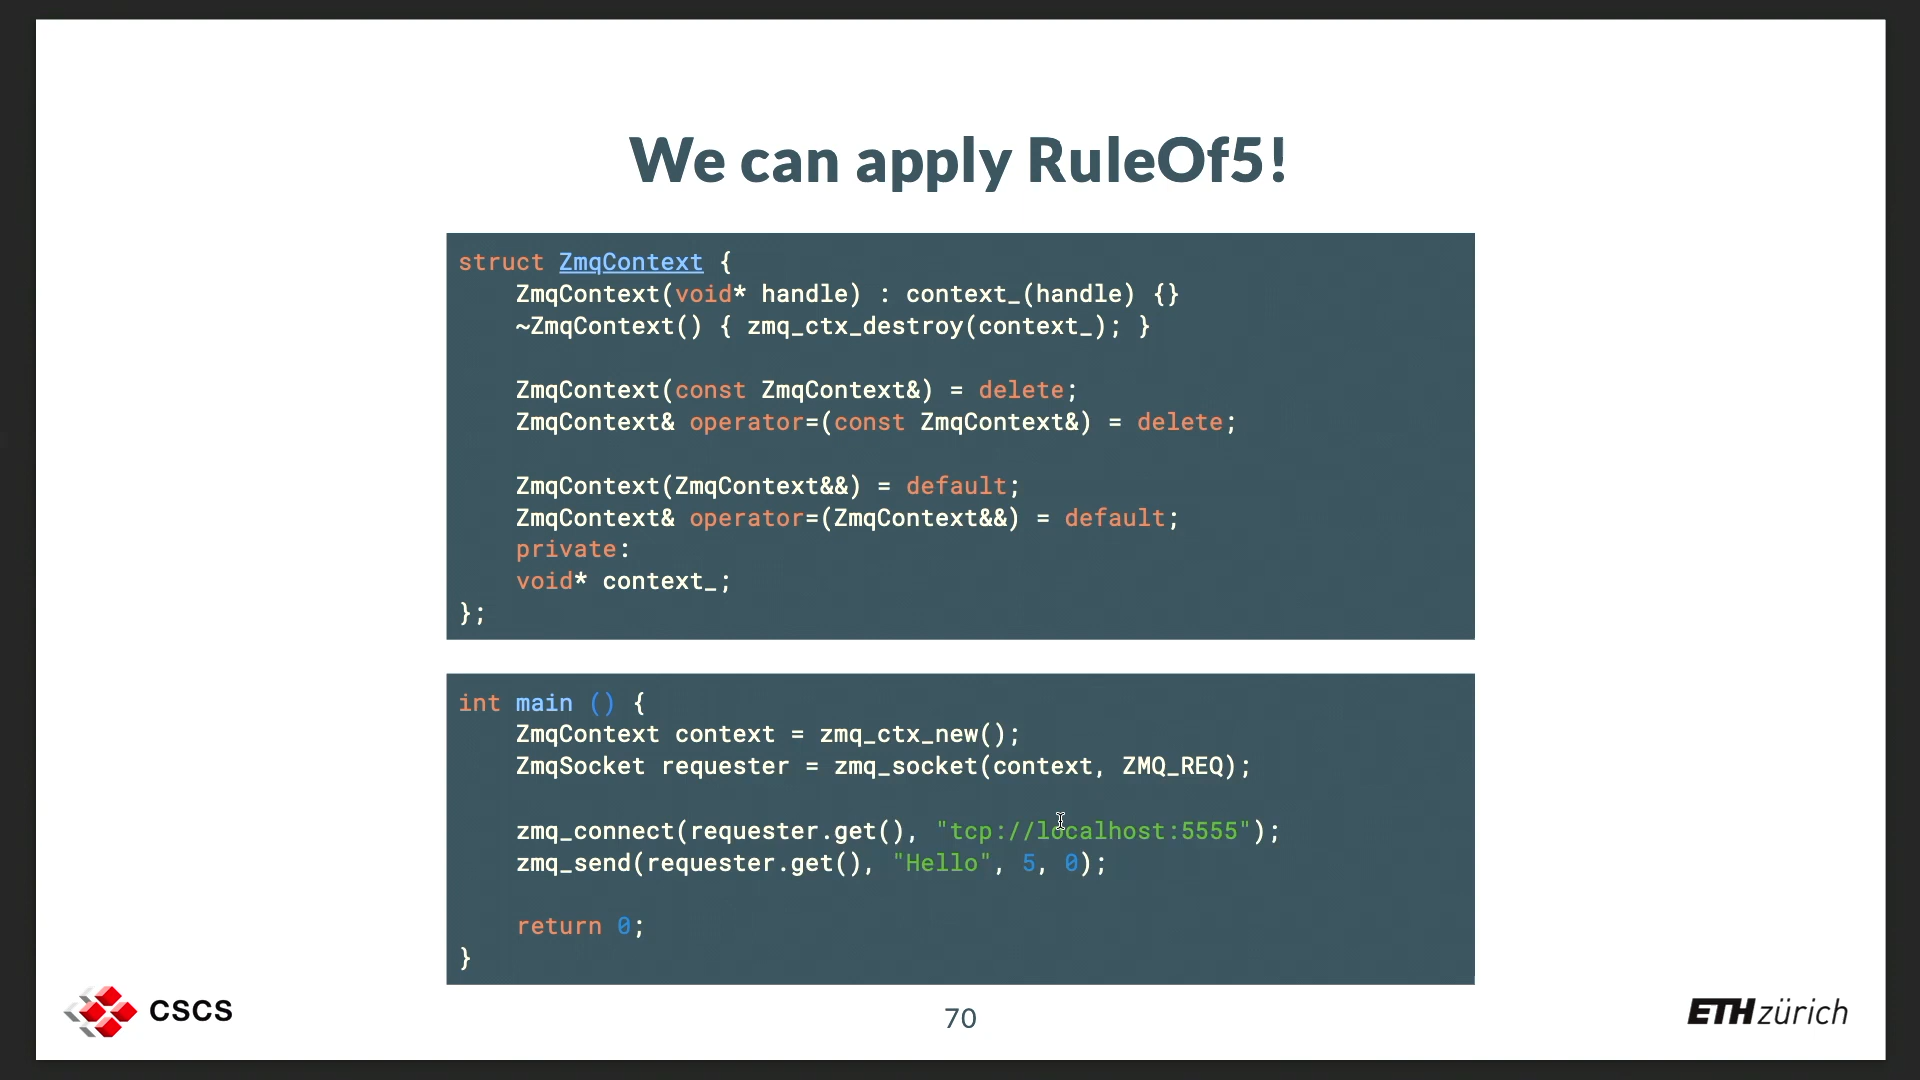 We can apply RuleOf5!
struct ZmqContext {
    ZmqContext(void* handle) : context_(handle) {}
    ~ZmqContext() { zmq_ctx_destroy(context_); }

    ZmqContext(const ZmqContext&) = delete;
    ZmqContext& operator=(const ZmqContext&) = delete;

    ZmqContext(ZmqContext&&) = default;
    ZmqContext& operator=(ZmqContext&&) = default;
    private:
    void* context_;
};
int main () {
    ZmqContext context = zmq_ctx_new();
    ZmqSocket requester = zmq_socket(context, ZMQ_REQ);

    zmq_connect(requester.get(), "tcp://localhost:5555");
    zmq_send(requester.get(), "Hello", 5, 0);

    return 0;
}
CSCS
70
ETH zürich